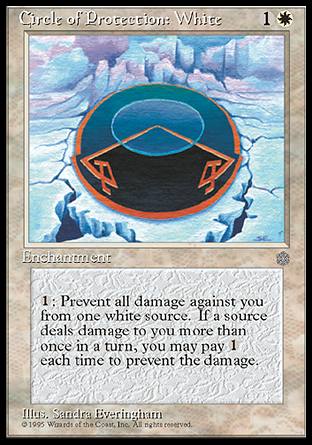 Circle of Protection: White 1
Enchantment
1: Prevent all damage against you
from one white source. If a source
deals damage to you more than
once in a turn, you may pay 1
each time to prevent the damage.
Illus. Sandra Everingham
©1995 Wizards of the Coast, Inc. All rights reserved.